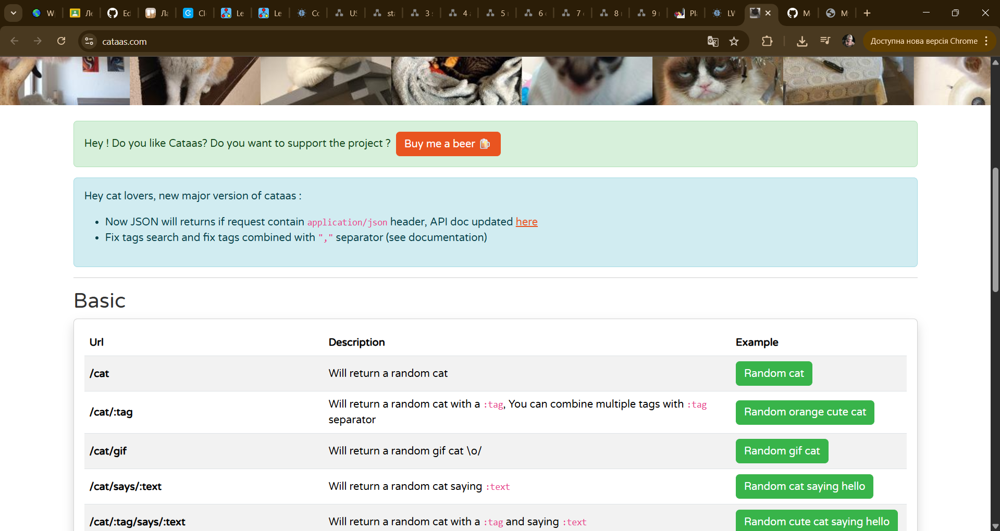 W
Ле
Ed
Ла
Cl
Le
Le
Co
US
sta
3
4
5
6
7
8
9
Pl
LW
M
M
cataas.com
Доступна нова версія Chrome
Hey ! Do you like Cataas? Do you want to support the project ? Buy me a beer 🍺
Hey cat lovers, new major version of cataas :
• Now JSON will returns if request contain application/json header, API doc updated here
• Fix tags search and fix tags combined with "," separator (see documentation)
Basic
Url Description Example
/cat Will return a random cat Random cat
/cat/:tag Will return a random cat with a :tag, You can combine multiple tags with :tag
separator Random orange cute cat
/cat/gif Will return a random gif cat \o/ Random gif cat
/cat/says/:text Will return a random cat saying :text Random cat saying hello
/cat/:tag/says/:text Will return a random cat with a :tag and saying :text Random cute cat saying hello